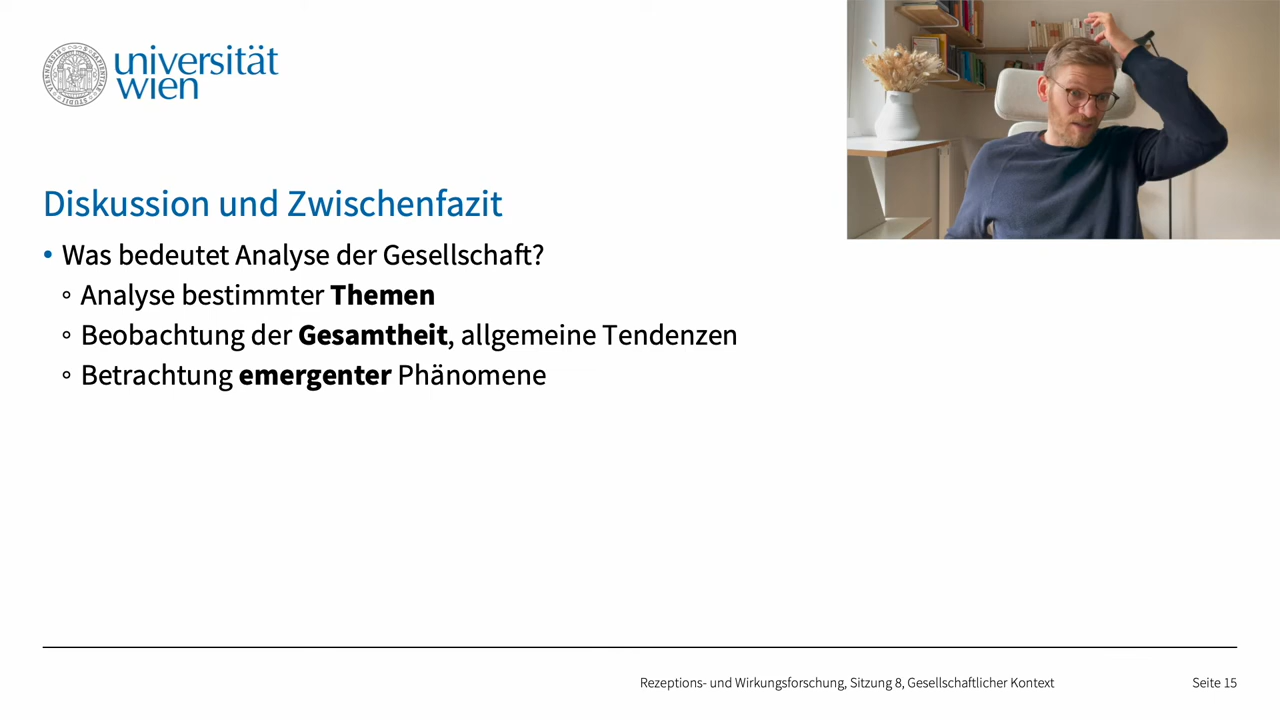 universität
wien
Diskussion und Zwischenfazit
• Was bedeutet Analyse der Gesellschaft?
◦ Analyse bestimmter Themen
◦ Beobachtung der Gesamtheit, allgemeine Tendenzen
◦ Betrachtung emergenter Phänomene
Rezeptions- und Wirkungsforschung, Sitzung 8, Gesellschaftlicher Kontext
Seite 15